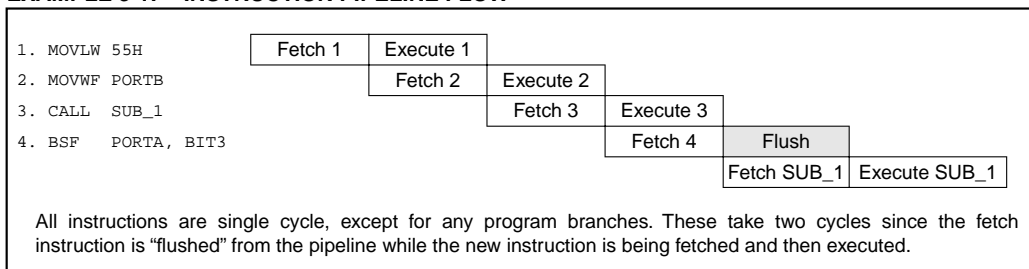 1. MOVLW 55H Fetch 1 Execute 1
2. MOVWF PORTB Fetch 2 Execute 2
3. CALL SUB_1 Fetch 3 Execute 3
4. BSF PORTA, BIT3 Fetch 4 Flush
Fetch SUB_1 Execute SUB_1
All instructions are single cycle, except for any program branches. These take two cycles since the fetch
instruction is “flushed” from the pipeline while the new instruction is being fetched and then executed.